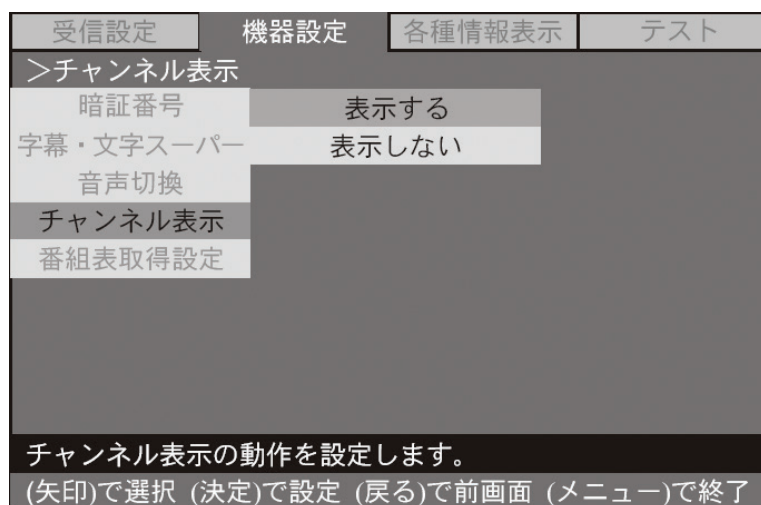 受信設定 機器設定 各種情報表示 テスト
＞チャンネル表示
暗証番号 表示する
字幕・文字スーパー 表示しない
音声切換
チャンネル表示
番組表取得設定
チャンネル表示の動作を設定します。
(矢印)で選択 (決定)で設定 (戻る)で前画面 (メニュー)で終了